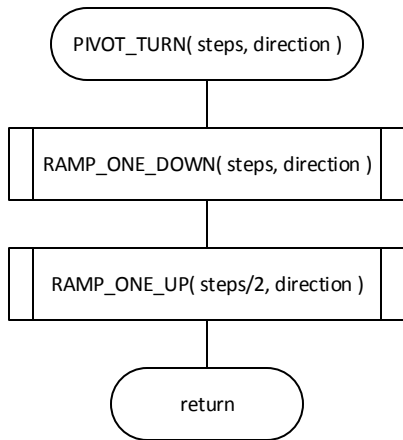 PIVOT_TURN( steps, direction )
RAMP_ONE_DOWN( steps, direction )
RAMP_ONE_UP( steps/2, direction )
return